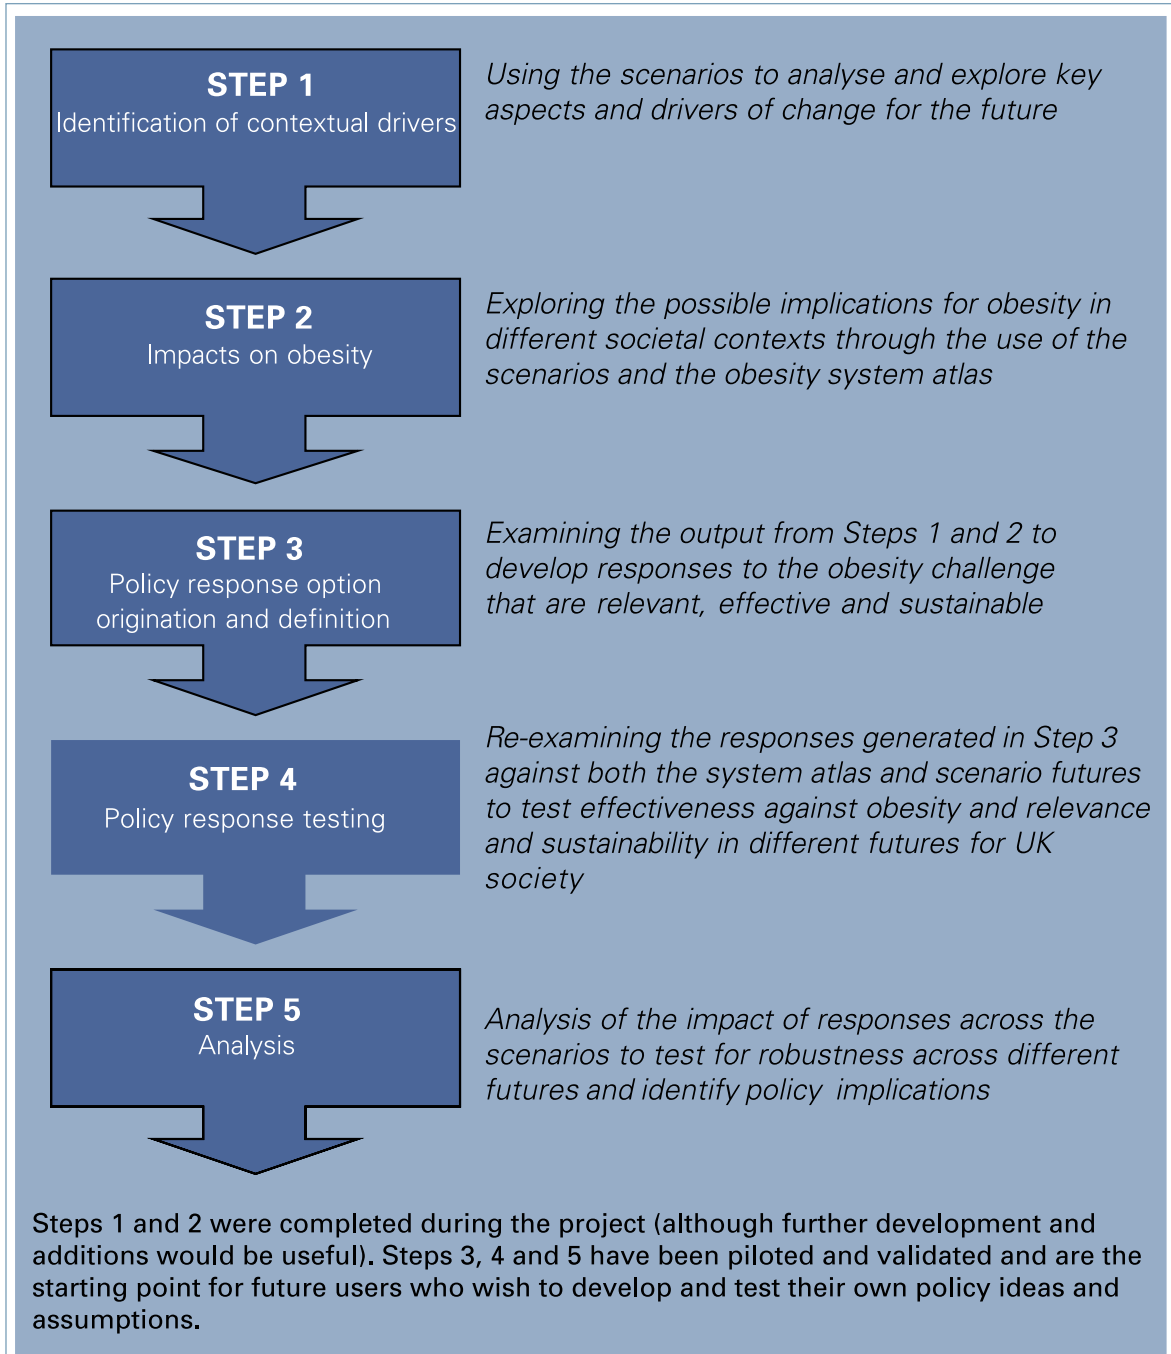 STEP 1
Identification of contextual drivers
Using the scenarios to analyse and explore key
aspects and drivers of change for the future
STEP 2
Impacts on obesity
Exploring the possible implications for obesity in
different societal contexts through the use of the
scenarios and the obesity system atlas
STEP 3
Policy response option
origination and definition
Examining the output from Steps 1 and 2 to
develop responses to the obesity challenge
that are relevant, effective and sustainable
STEP 4
Policy response testing
Re-examining the responses generated in Step 3
against both the system atlas and scenario futures
to test effectiveness against obesity and relevance
and sustainability in different futures for UK
society
STEP 5
Analysis
Analysis of the impact of responses across the
scenarios to test for robustness across different
futures and identify policy implications
Steps 1 and 2 were completed during the project (although further development and
additions would be useful). Steps 3, 4 and 5 have been piloted and validated and are the
starting point for future users who wish to develop and test their own policy ideas and
assumptions.